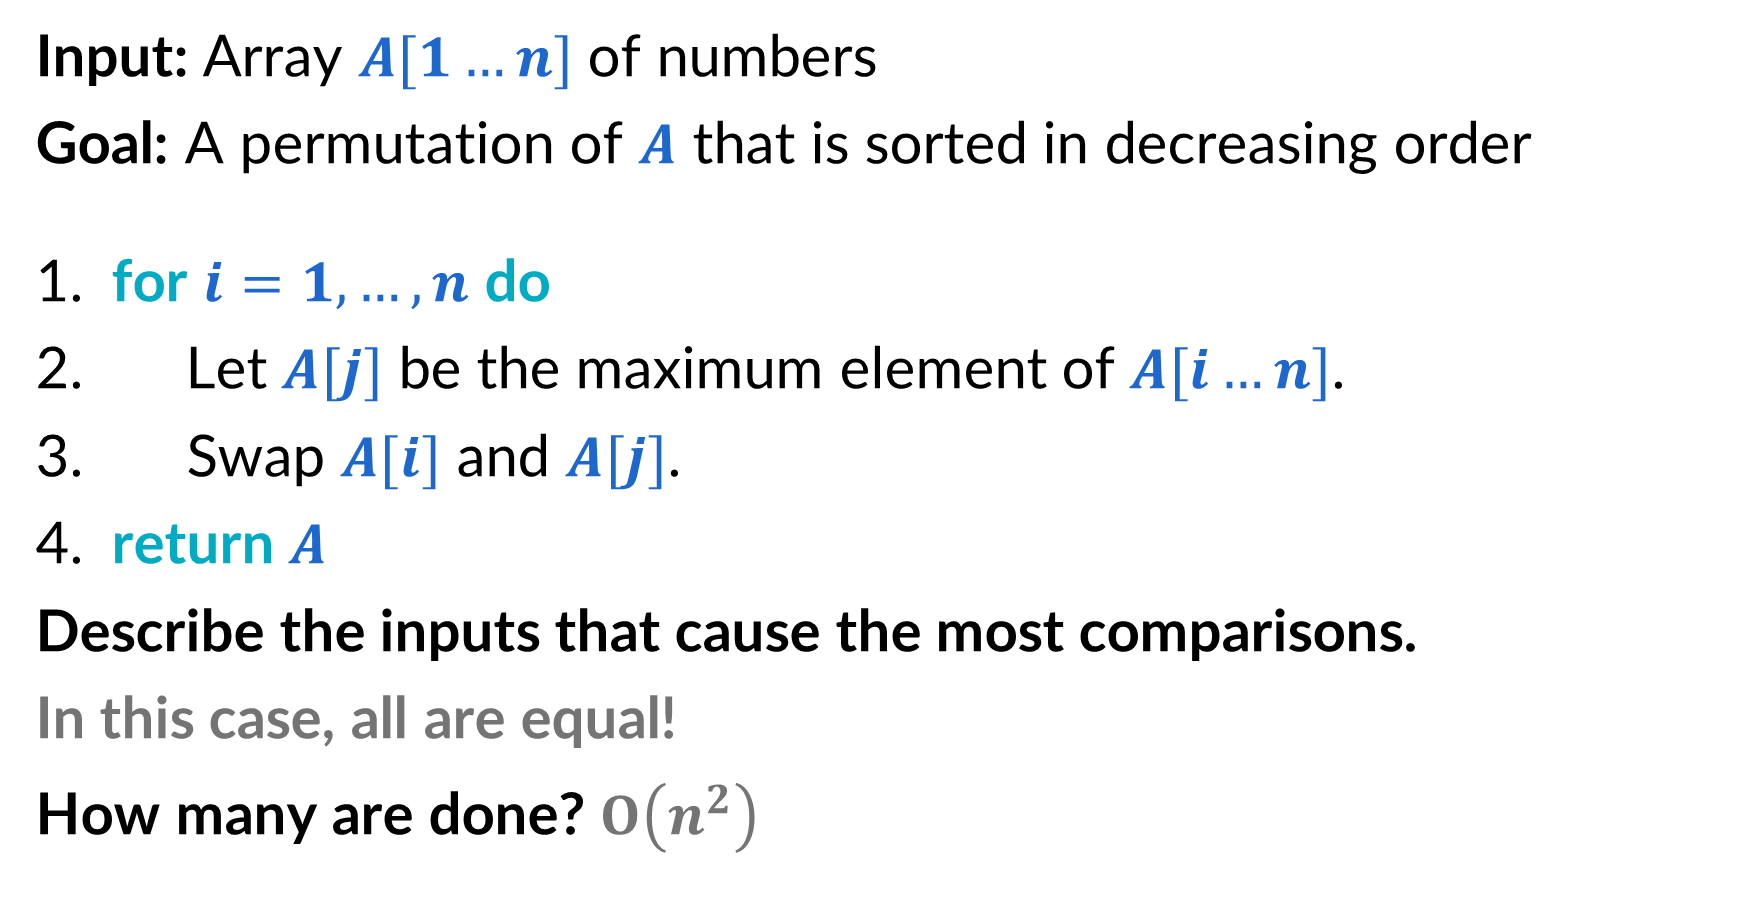 Input: Array A[1 … n] of numbers
Goal: A permutation of A that is sorted in decreasing order
1. for i = 1, … , n do
2. Let A[j] be the maximum element of A[i … n].
3. Swap A[i] and A[j].
4. return A
Describe the inputs that cause the most comparisons.
In this case, all are equal!
How many are done? O(n²)